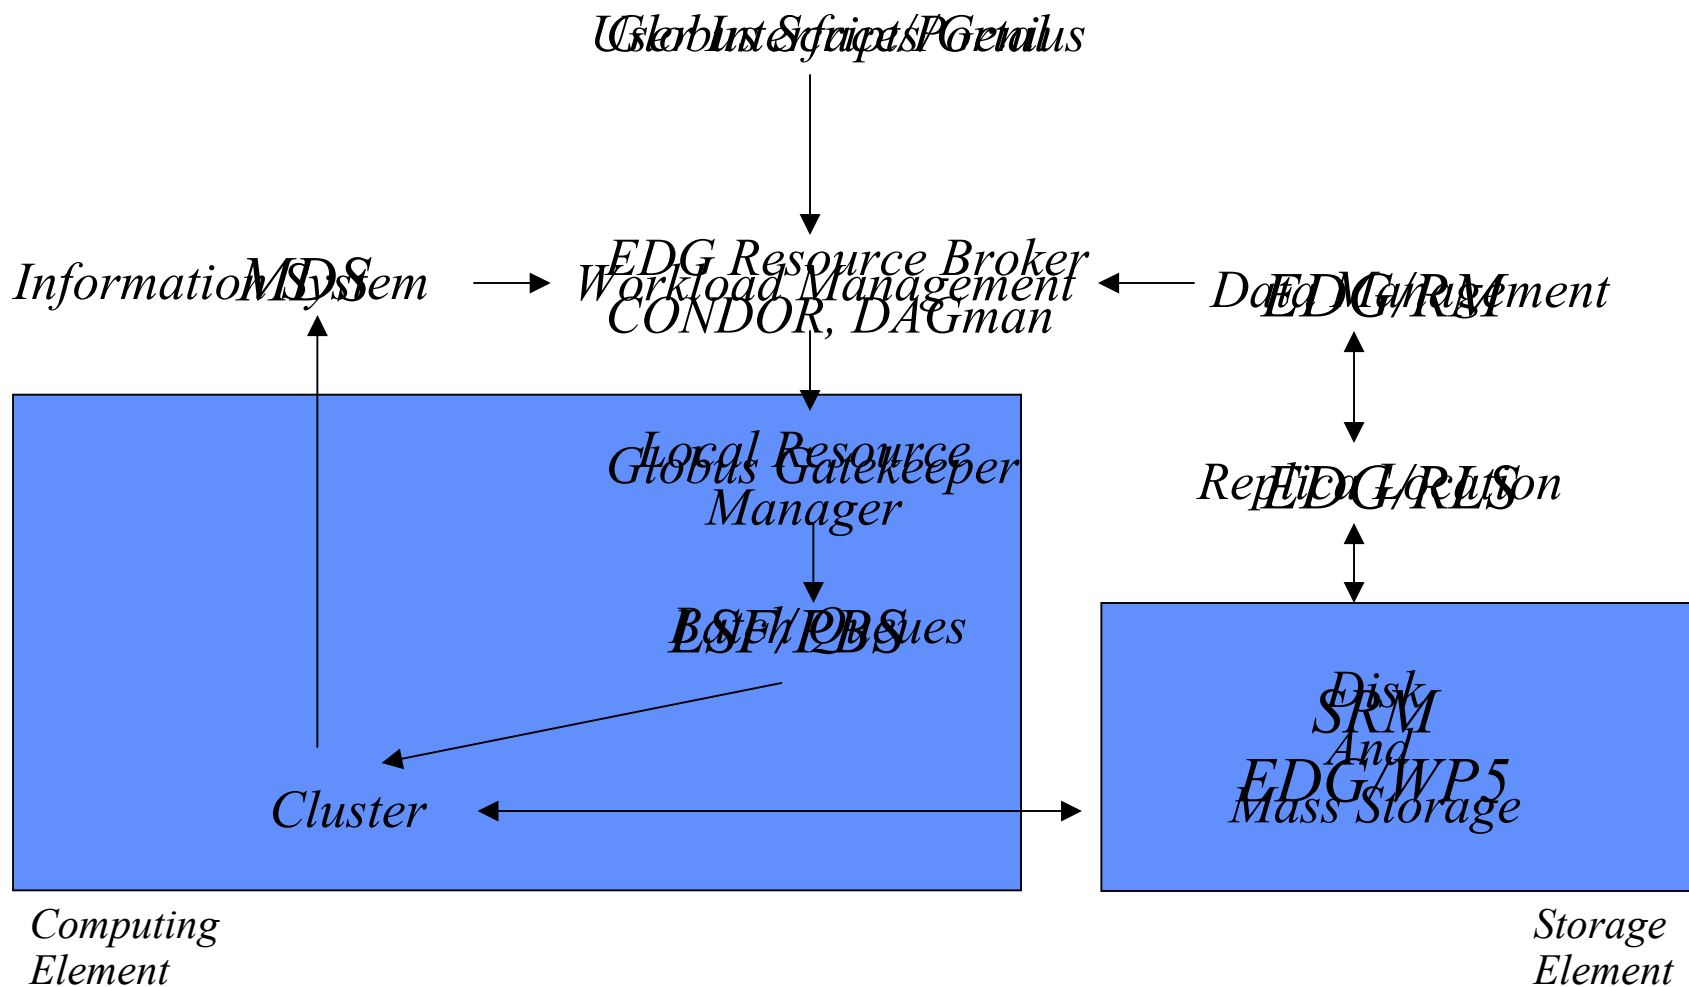 User Interface/Portal
Globus Scripts/Genius
EDG Resource Broker
Information System
MDS
Workload Management
Data Management
EDG/RM
CONDOR, DAGman
Local Resource
Globus Gatekeeper
Manager
Replica Location
EDG/RLS
Batch Queues
LSF/PBS
Disk
SRM
And
EDG/WP5
Mass Storage
Cluster
Computing
Element
Storage
Element